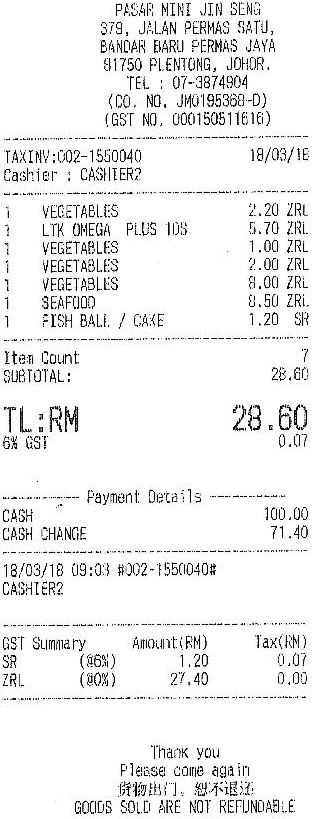 PASAR MINI JIN SENG
379, JALAN PERMAS SATU,
BANDAR BARU PERMAS JAYA
81750 PLENTONG, JOHOR.
TEL : 07-3874904
(CO. NO. JM0195368-D)
(GST NO. 000150511616)
TAXINV:002-1550040 18/03/18
Cashier : CASHIER2
1 VEGETABLES 2.20 ZRL
1 LTK OMEGA PLUS 10S 5.70 ZRL
1 VEGETABLES 1.00 ZRL
1 VEGETABLES 2.00 ZRL
1 VEGETABLES 8.00 ZRL
1 SEAFOOD 8.50 ZRL
1 FISH BALL / CAKE 1.20 SR
Item Count 7
SUBTOTAL: 28.60
TL:RM 28.60
6% GST 0.07
Payment Details
CASH 100.00
CASH CHANGE 71.40
18/03/18 09:03 #002-1550040#
CASHIER2
GST Summary Amount(RM) Tax(RM)
SR (@6%) 1.20 0.07
ZRL (@0%) 27.40 0.00
Thank you
Please come again
货物出门，恕不退还
GOODS SOLD ARE NOT REFUNDABLE